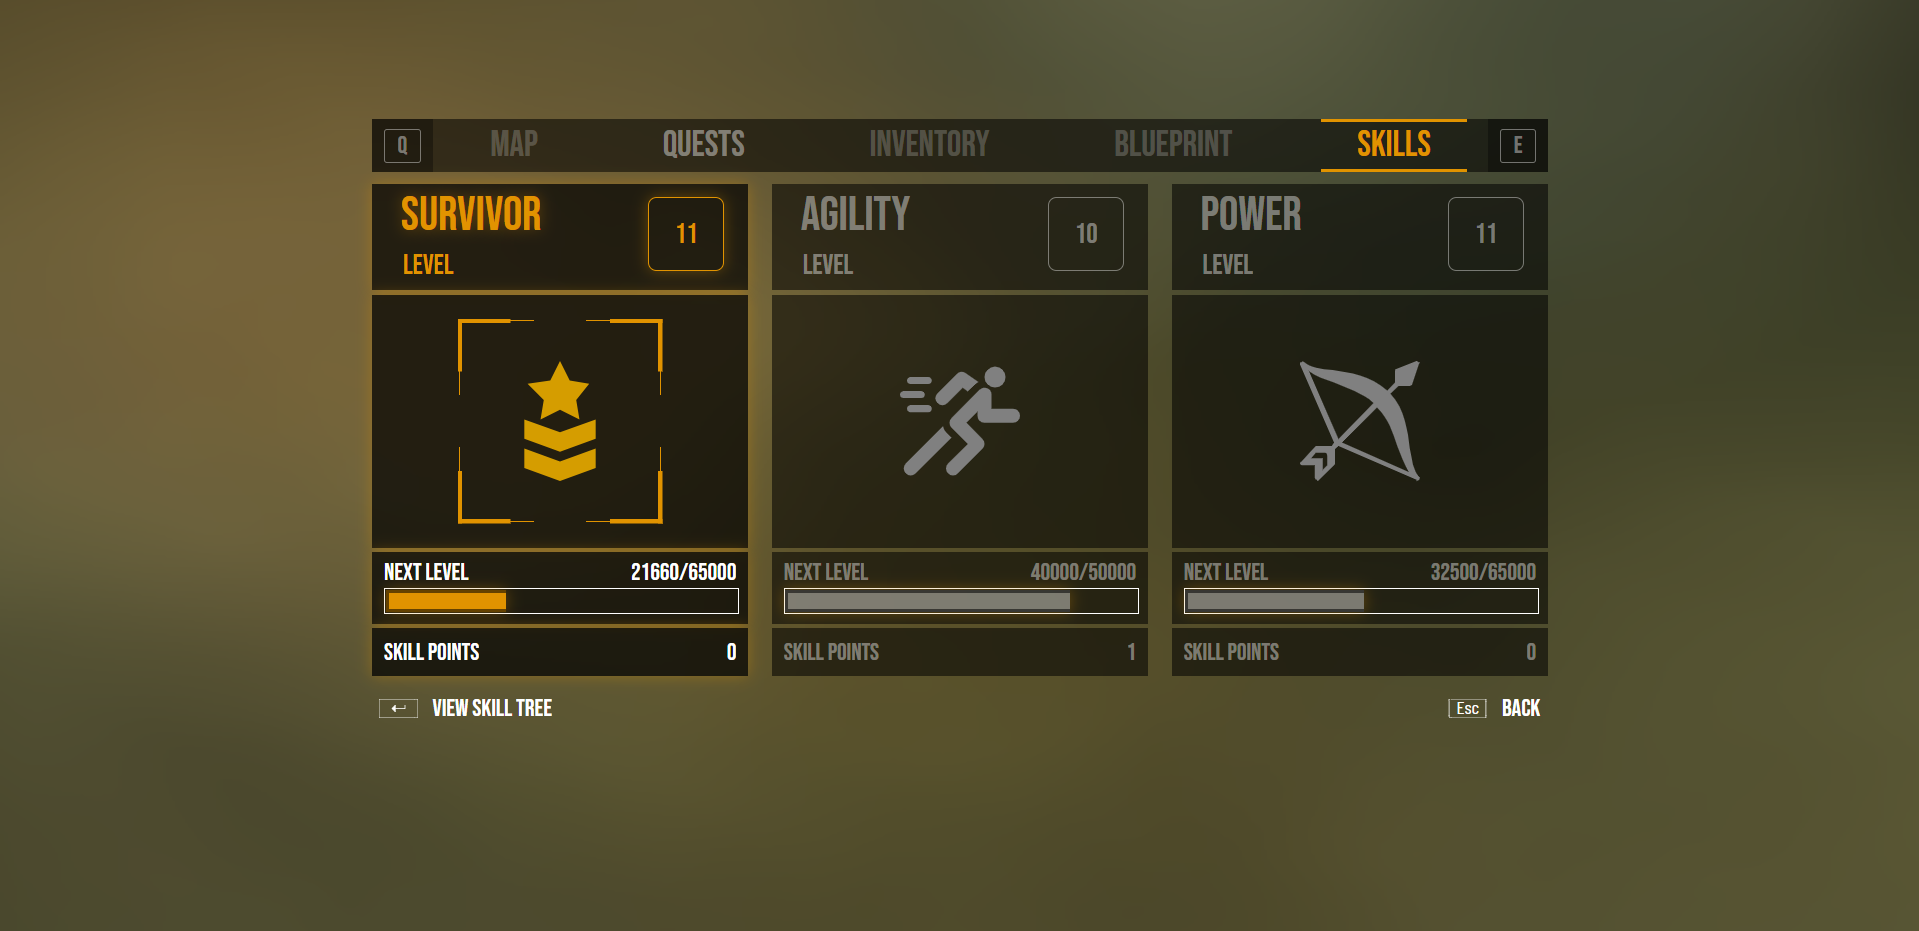 Q MAP QUESTS INVENTORY BLUEPRINT SKILLS E
SURVIVOR
LEVEL
11
AGILITY
LEVEL
10
POWER
LEVEL
11
NEXT LEVEL 21660/65000
SKILL POINTS 0
NEXT LEVEL 40000/50000
SKILL POINTS 1
NEXT LEVEL 32500/65000
SKILL POINTS 0
VIEW SKILL TREE
Esc BACK